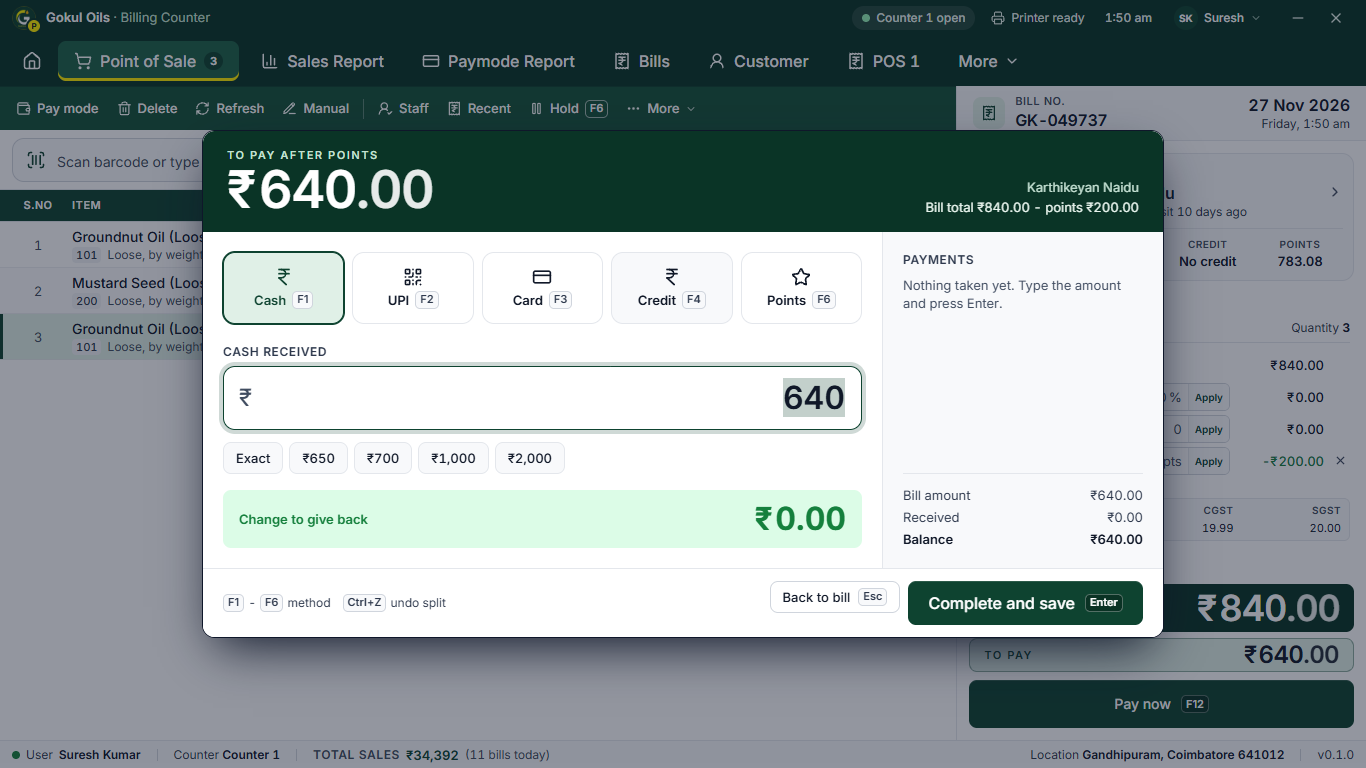 Gokul Oils · Billing Counter
Counter 1 open
Printer ready
1:50 am
SK Suresh
Point of Sale 3
Sales Report
Paymode Report
Bills
Customer
POS 1
More
Pay mode
Delete
Refresh
Manual
Staff
Recent
Hold F6
More
BILL NO.
GK-049737
27 Nov 2026
Friday, 1:50 am
Scan barcode or type
S.NO ITEM
1 Groundnut Oil (Loos
101 Loose, by weight
2 Mustard Seed (Loos
200 Loose, by weight
3 Groundnut Oil (Loos
101 Loose, by weight
TO PAY AFTER POINTS
₹640.00
Karthikeyan Naidu
Bill total ₹840.00 - points ₹200.00
₹ Cash F1
UPI F2
Card F3
₹ Credit F4
Points F6
CASH RECEIVED
₹ 640
Exact ₹650 ₹700 ₹1,000 ₹2,000
Change to give back ₹0.00
PAYMENTS
Nothing taken yet. Type the amount
and press Enter.
Bill amount ₹640.00
Received ₹0.00
Balance ₹640.00
F1 - F6 method Ctrl+Z undo split
Back to bill Esc
Complete and save Enter
10 days ago
CREDIT POINTS
No credit 783.08
Quantity 3
₹840.00
% Apply ₹0.00
0 Apply ₹0.00
pts Apply -₹200.00
CGST SGST
19.99 20.00
₹840.00
TO PAY ₹640.00
Pay now F12
User Suresh Kumar
Counter Counter 1
TOTAL SALES ₹34,392 (11 bills today)
Location Gandhipuram, Coimbatore 641012
v0.1.0